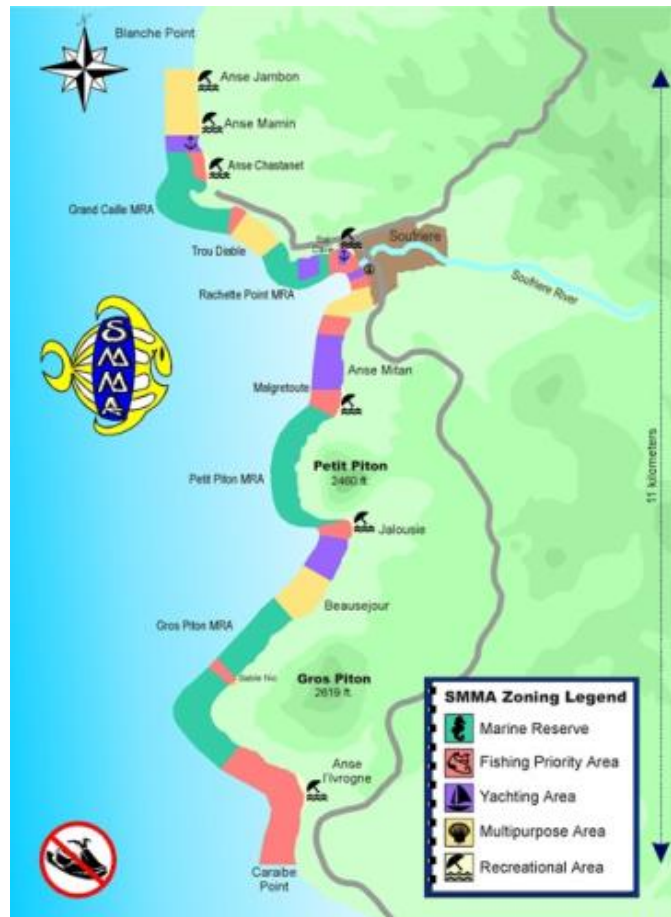 Blanche Point
Anse Jambon
Anse Mamin
Anse Chastanet
Grand Caille MRA
Trou Diable
Soufriere
Rachette Point MRA
Soufriere River
SMMA
Anse Mitan
Malgretoute
Petit Piton
2460 ft.
Petit Piton MRA
11 kilometers
Jalousie
Beausejour
Gros Piton MRA
Gros Piton
2619 ft.
Anse
l'Ivrogne
Caraibe
Point
SMMA Zoning Legend
Marine Reserve
Fishing Priority Area
Yachting Area
Multipurpose Area
Recreational Area